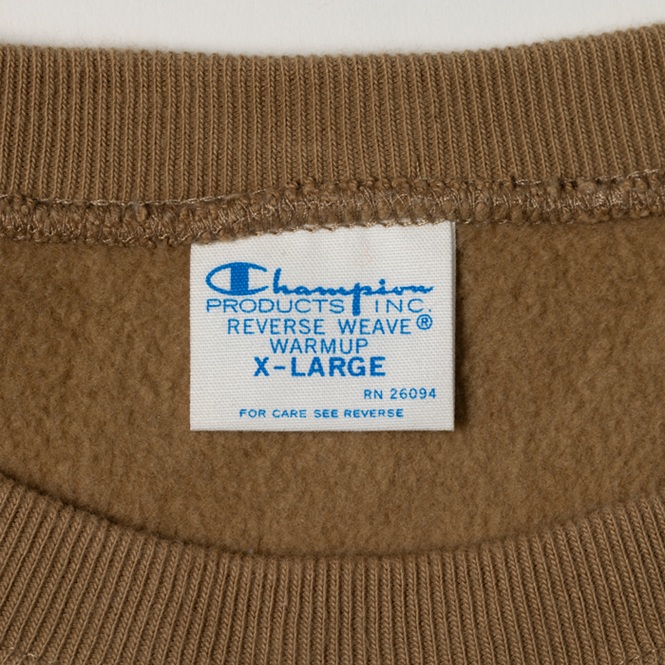 Champion
PRODUCTS INC.
REVERSE WEAVE®
WARMUP
X-LARGE
RN 26094
FOR CARE SEE REVERSE